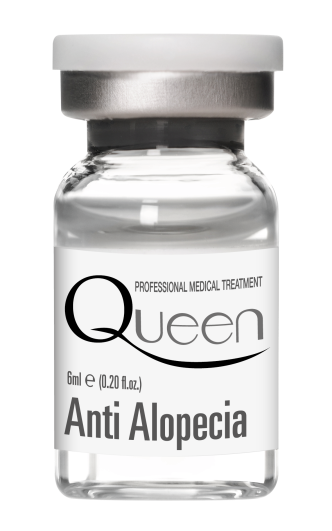 PROFESSIONAL MEDICAL TREATMENT
Queen
6ml ℮ (0.20 fl.oz.)
Anti Alopecia